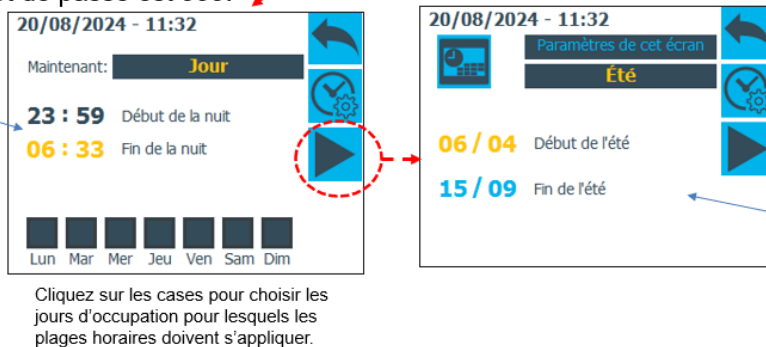 de passe est
20/08/2024 - 11:32
Maintenant: Jour
23 : 59 Début de la nuit
06 : 33 Fin de la nuit
Lun Mar Mer Jeu Ven Sam Dim
Cliquez sur les cases pour choisir les
jours d'occupation pour lesquels les
plages horaires doivent s'appliquer.
20/08/2024 - 11:32
Paramètres de cet écran
Été
06 / 04 Début de l'été
15 / 09 Fin de l'été